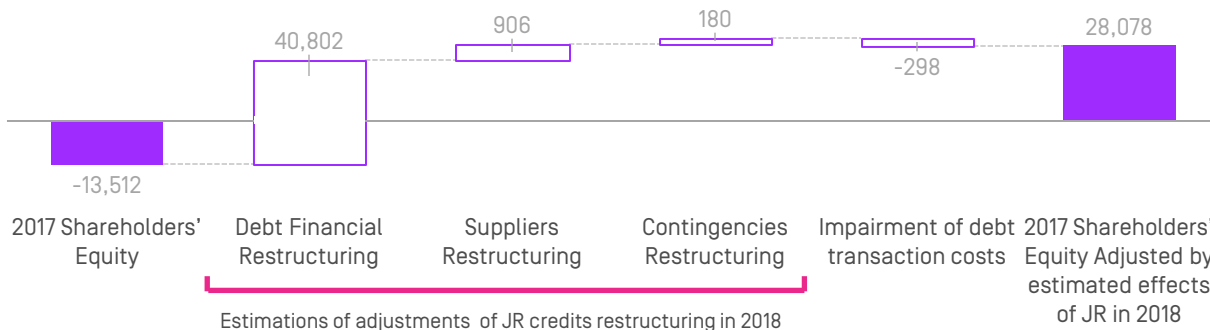 40,802
906
180
-298
28,078
-13,512
2017 Shareholders'
Equity
Debt Financial
Restructuring
Suppliers
Restructuring
Contingencies
Restructuring
Impairment of debt
transaction costs
2017 Shareholders'
Equity Adjusted by
estimated effects
of JR in 2018
Estimations of adjustments of JR credits restructuring in 2018